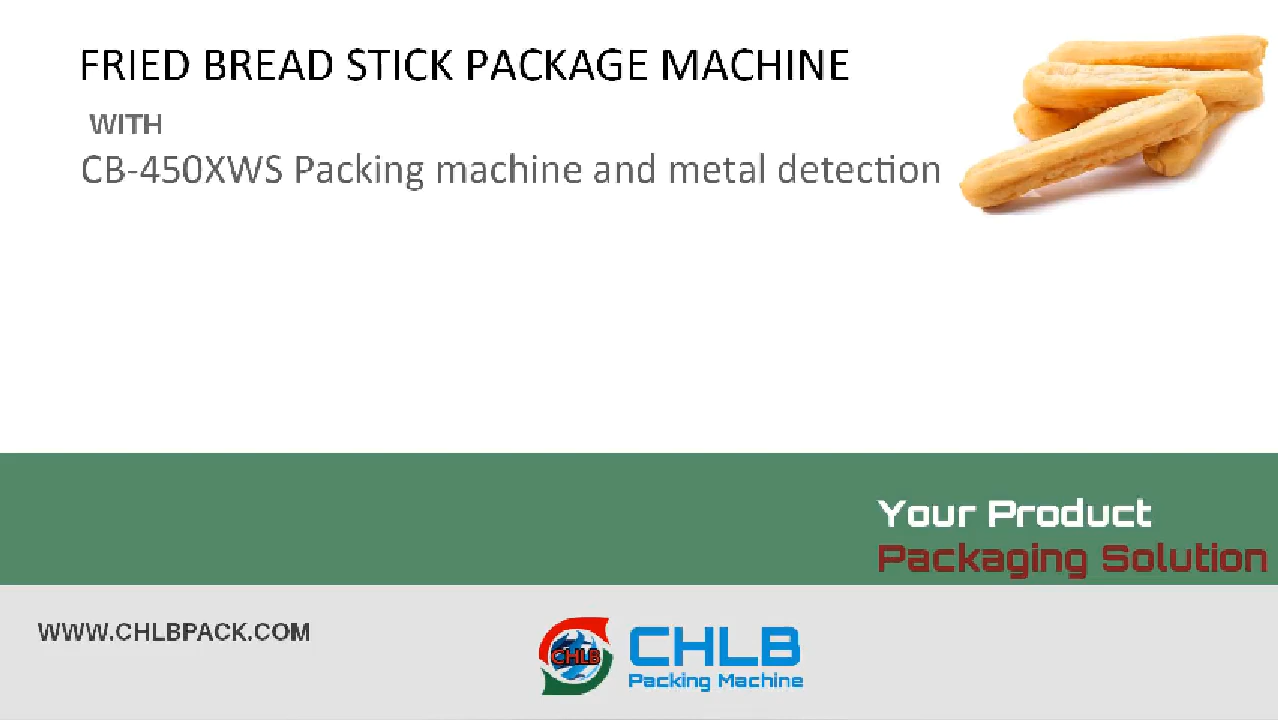 FRIED BREAD STICK PACKAGE MACHINE
WITH
CB-450XWS Packing machine and metal detection
Your Product
Packaging Solution
WWW.CHLBPACK.COM
CHLB
CHLB
Packing Machine